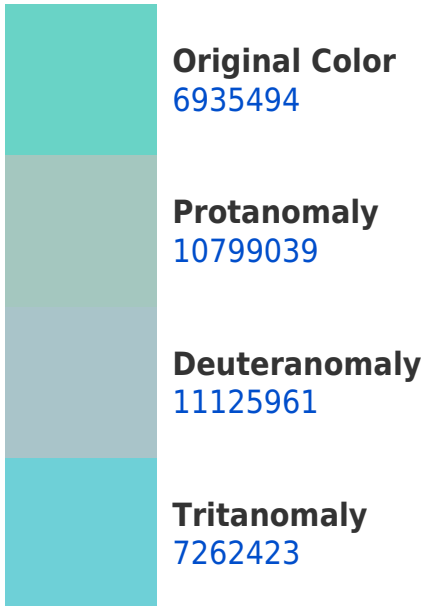 Original Color
6935494
Protanomaly
10799039
Deuteranomaly
11125961
Tritanomaly
7262423